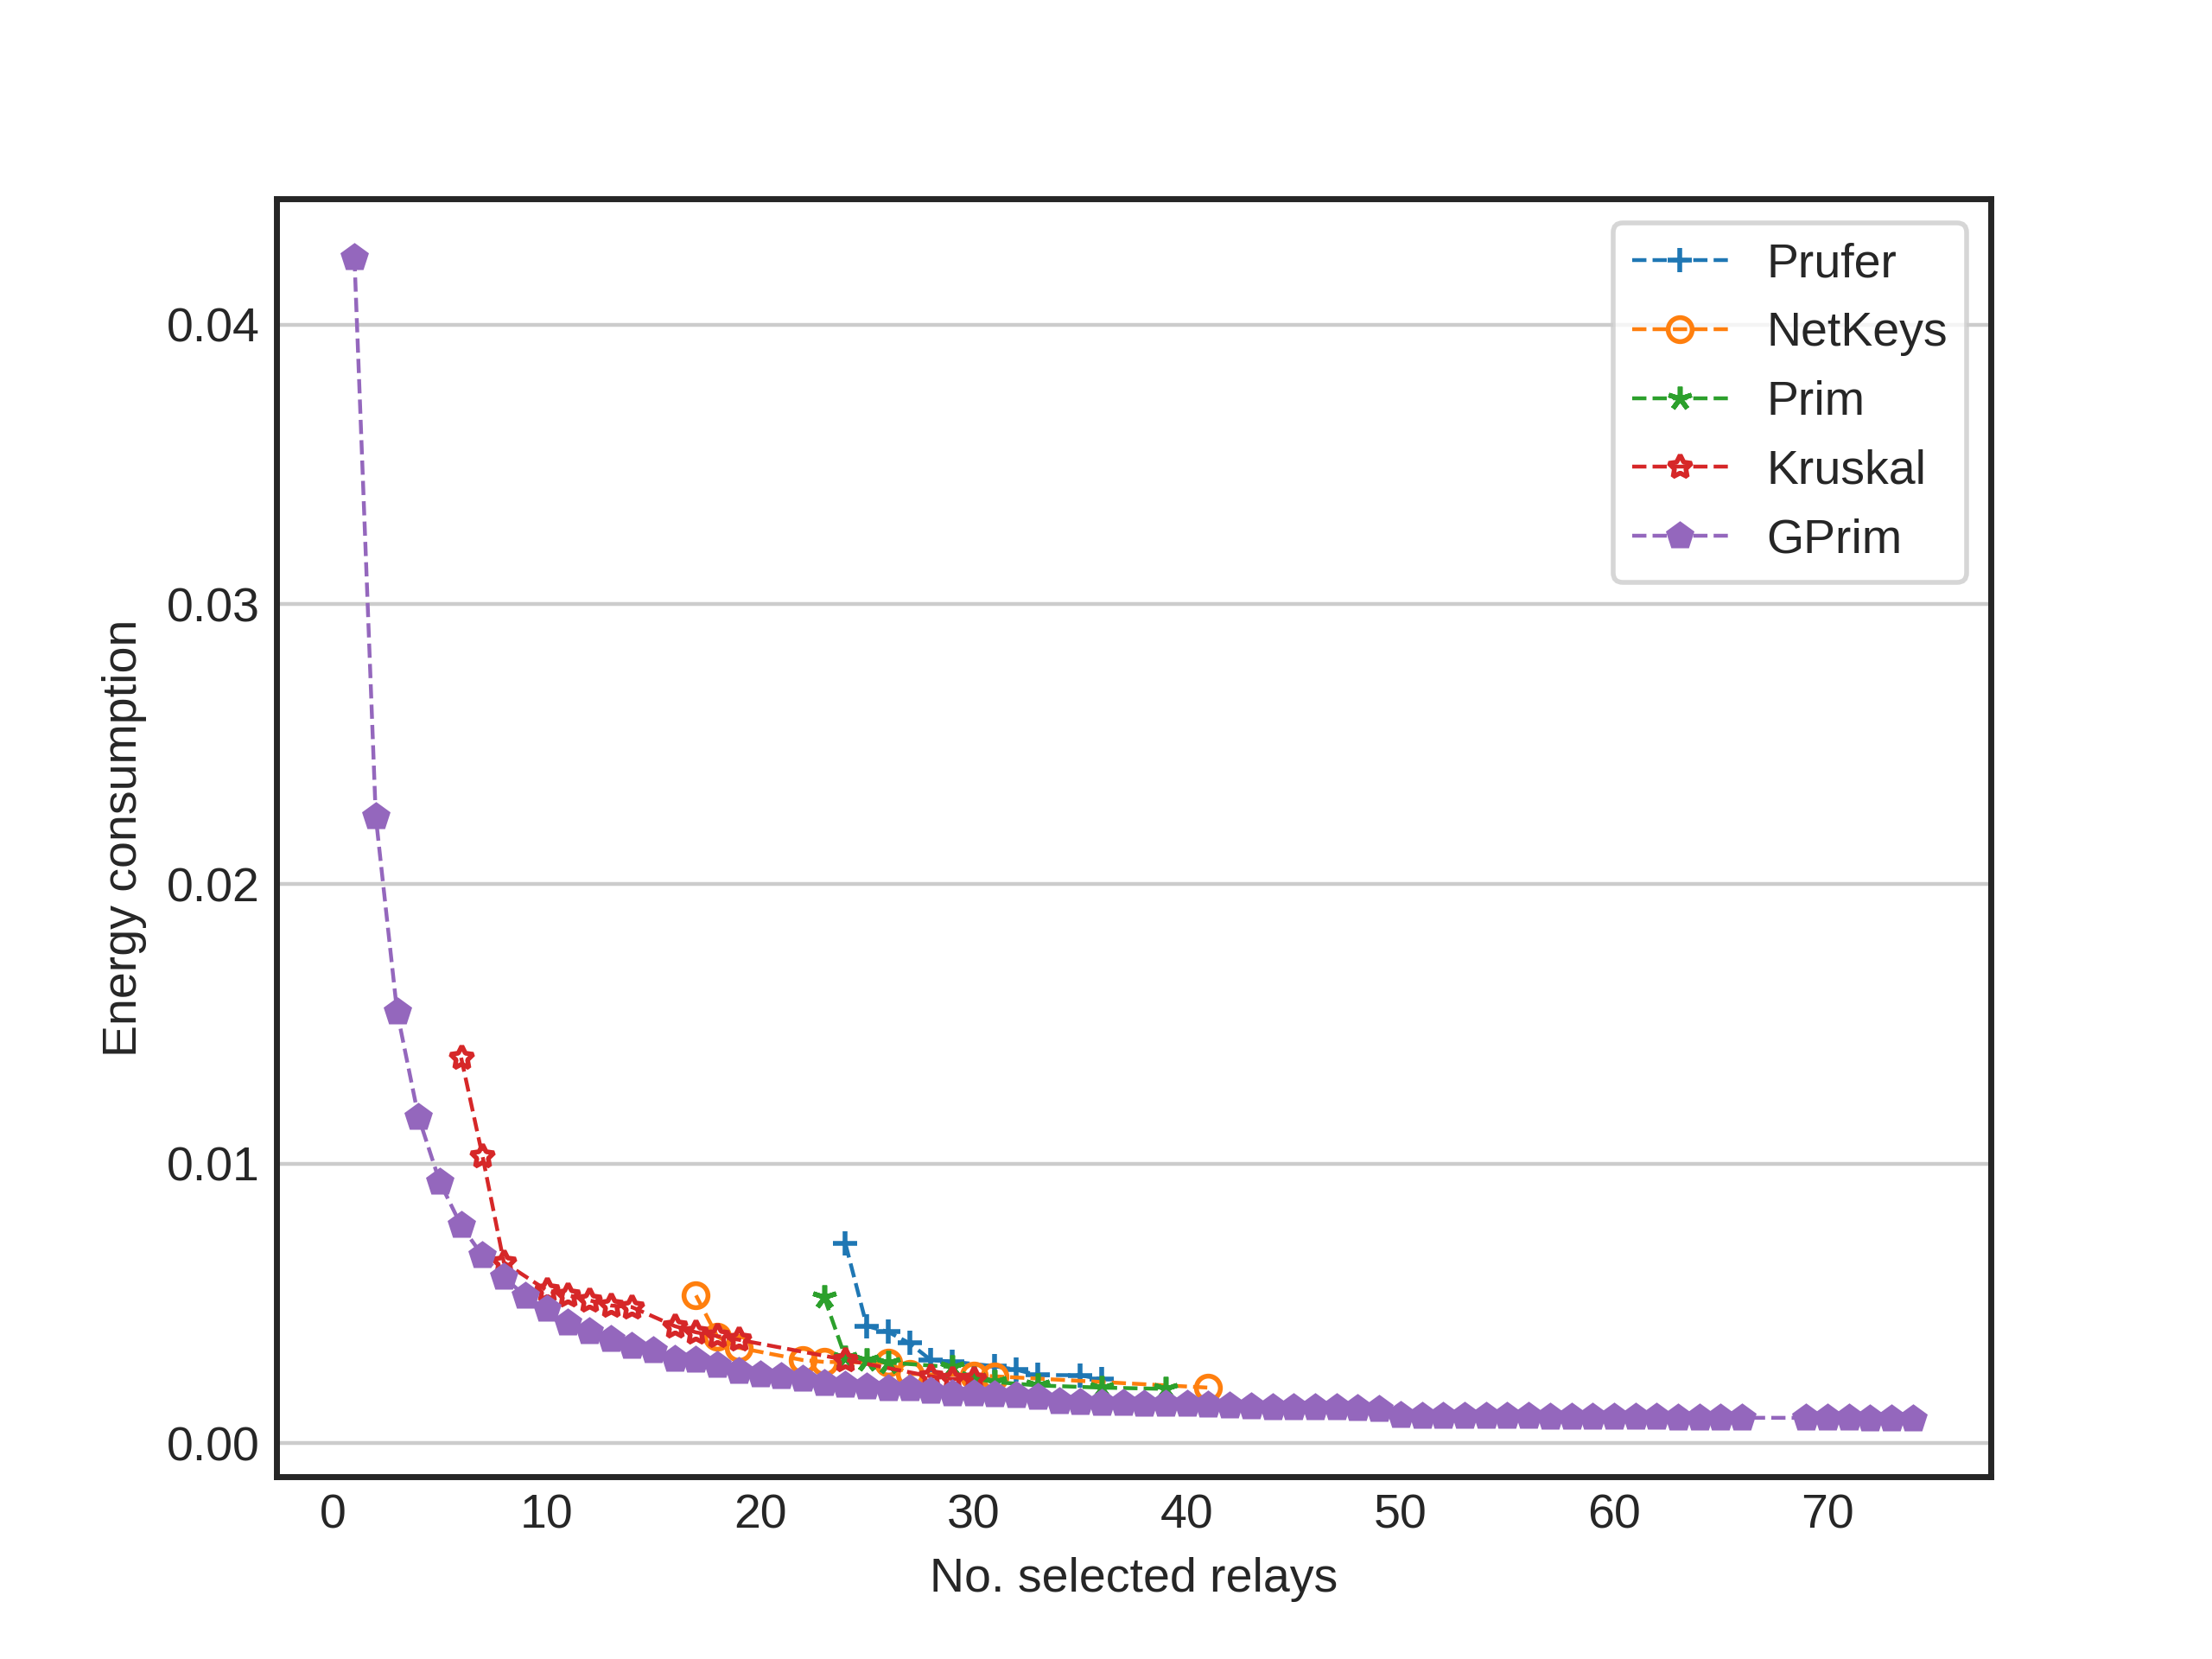 Prufer
NetKeys
Prim
Kruskal
GPrim
0.04
0.03
0.02
0.01
0.00
Energy consumption
0 10 20 30 40 50 60 70
No. selected relays